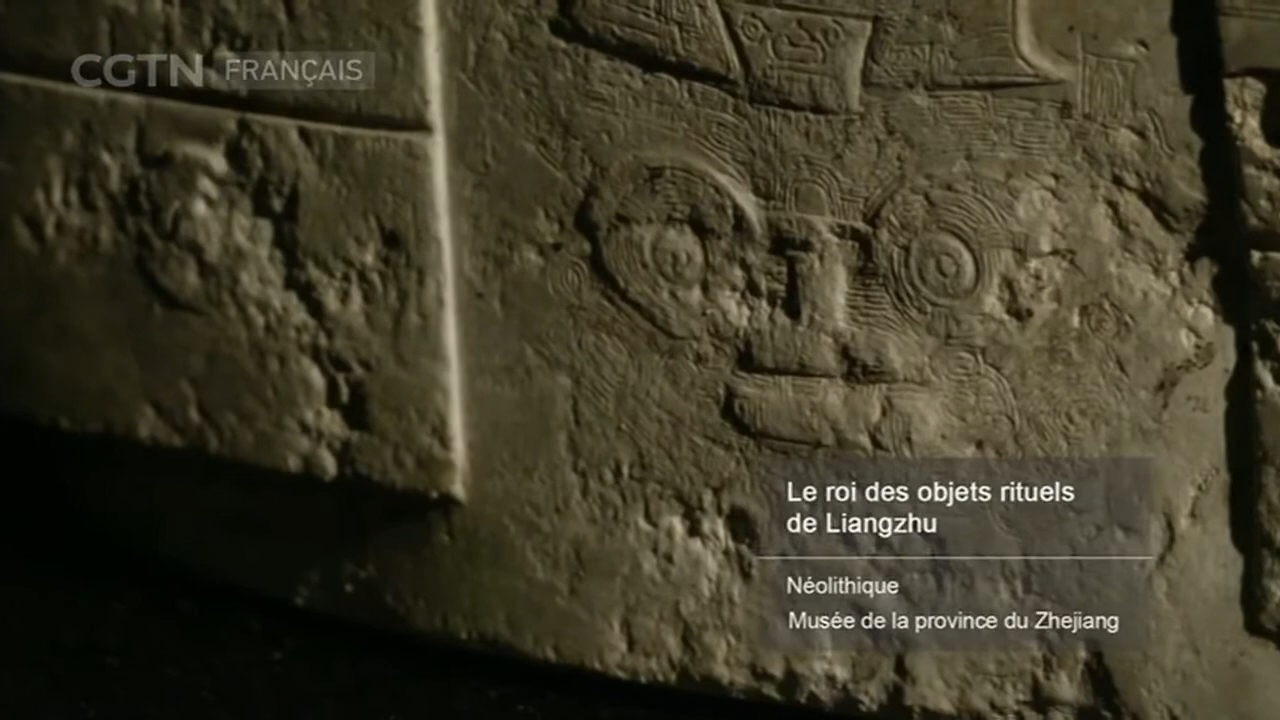 CGTN FRANÇAIS
Le roi des objets rituels
de Liangzhu
Néolithique
Musée de la province du Zhejiang